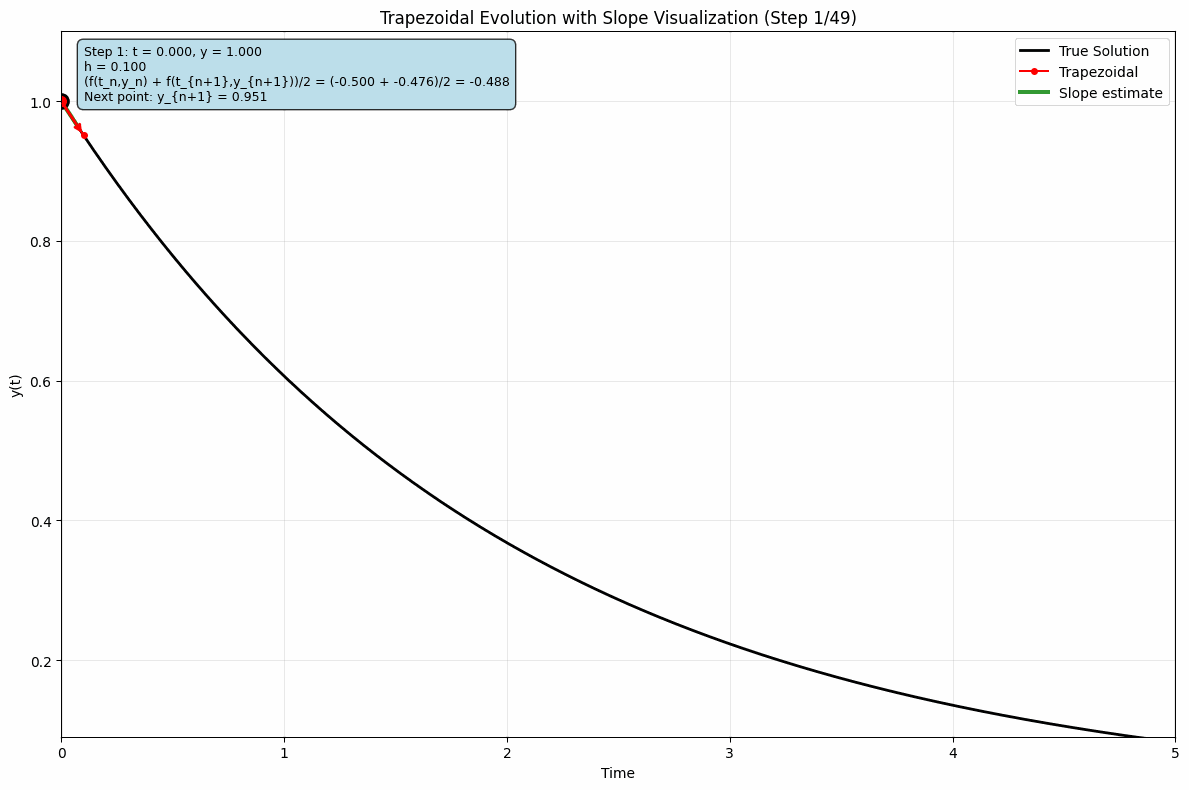 Trapezoidal Evolution with Slope Visualization (Step 1/49)
Step 1: t = 0.000, y = 1.000
h = 0.100
(f(t_n,y_n) + f(t_{n+1},y_{n+1}))/2 = (-0.500 + -0.476)/2 = -0.488
Next point: y_{n+1} = 0.951
True Solution
Trapezoidal
Slope estimate
y(t)
1.0
0.8
0.6
0.4
0.2
0
1
2
3
4
5
Time